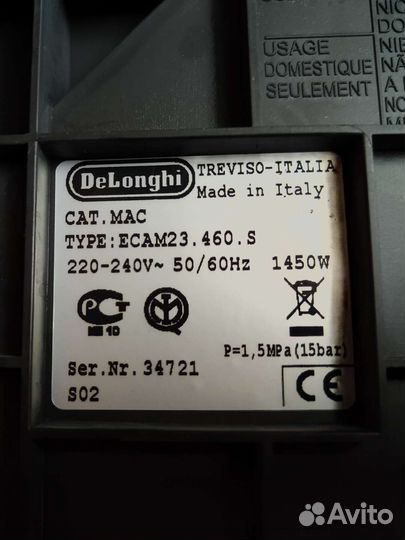 USAGE
DOMESTIQUE
SEULEMENT
DeLonghi
TREVISO-ITALIA
Made in Italy
CAT.MAC
TYPE:ECAM23.460.S
220-240V~ 50/60Hz 1450W
10
P=1,5MPa(15bar)
Ser.Nr. 34721
S02
CE
Avito